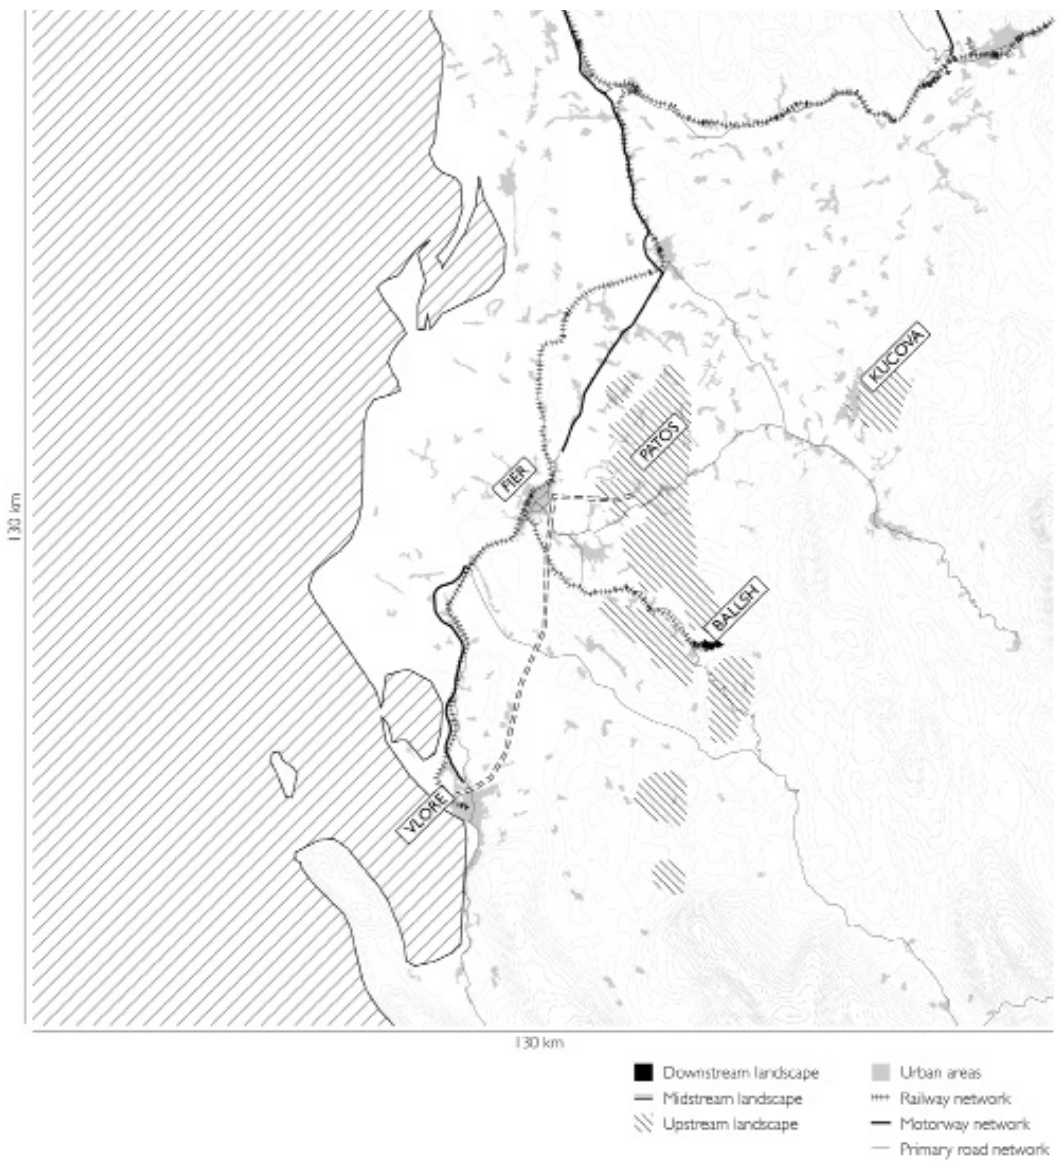 KUCOVA
PATOS
FIER
130 km
BALLSH
VLORE
130 km
Downstream landscape
Midstream landscape
Upstream landscape
Urban areas
Railway network
Motorway network
Primary road network